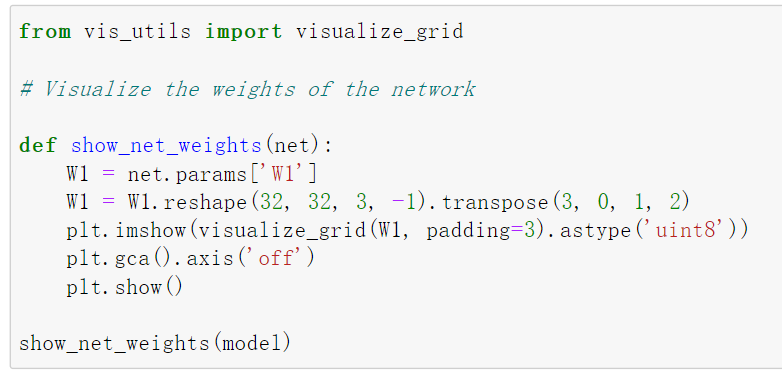 from vis_utils import visualize_grid
# Visualize the weights of the network
def show_net_weights(net):
    W1 = net.params['W1']
    W1 = W1.reshape(32, 32, 3, -1).transpose(3, 0, 1, 2)
    plt.imshow(visualize_grid(W1, padding=3).astype('uint8'))
    plt.gca().axis('off')
    plt.show()
show_net_weights(model)